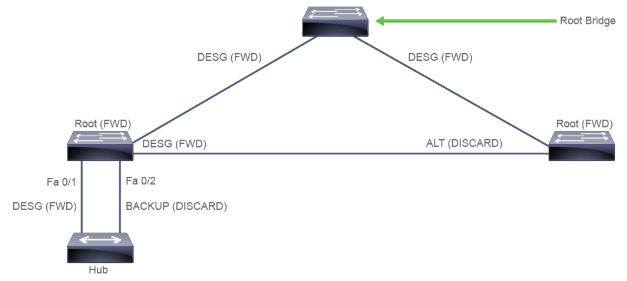 Root Bridge
DESG (FWD)
DESG (FWD)
Root (FWD)
Root (FWD)
DESG (FWD)
ALT (DISCARD)
Fa 0/1
Fa 0/2
DESG (FWD)
BACKUP (DISCARD)
Hub